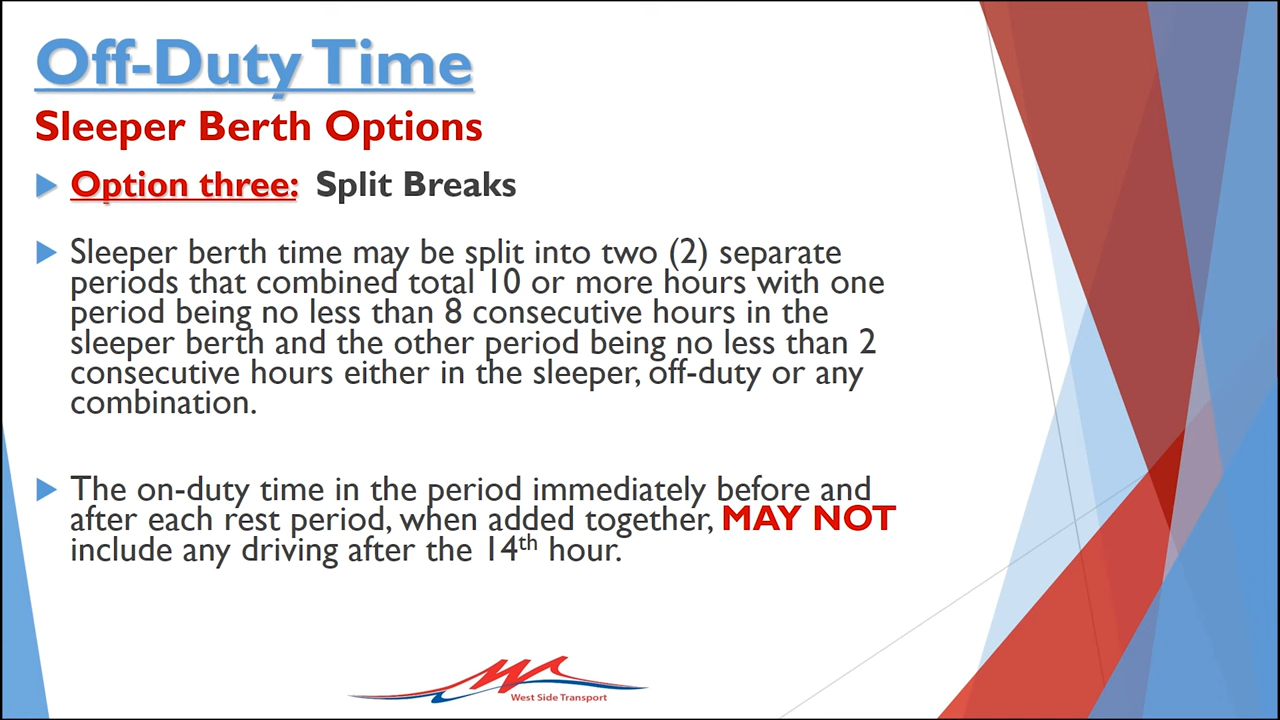 Off-Duty Time
Sleeper Berth Options
Option three: Split Breaks
Sleeper berth time may be split into two (2) separate
periods that combined total 10 or more hours with one
period being no less than 8 consecutive hours in the
sleeper berth and the other period being no less than 2
consecutive hours either in the sleeper, off-duty or any
combination.
The on-duty time in the period immediately before and
after each rest period, when added together, MAY NOT
include any driving after the 14th hour.
West Side Transport